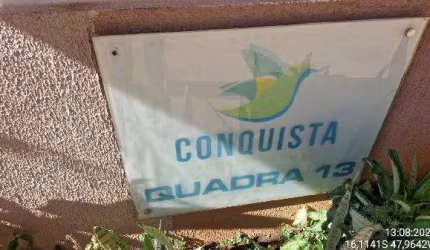 CONQUISTA
QUADRA 13
13.08.202
16,1141S 47,9642